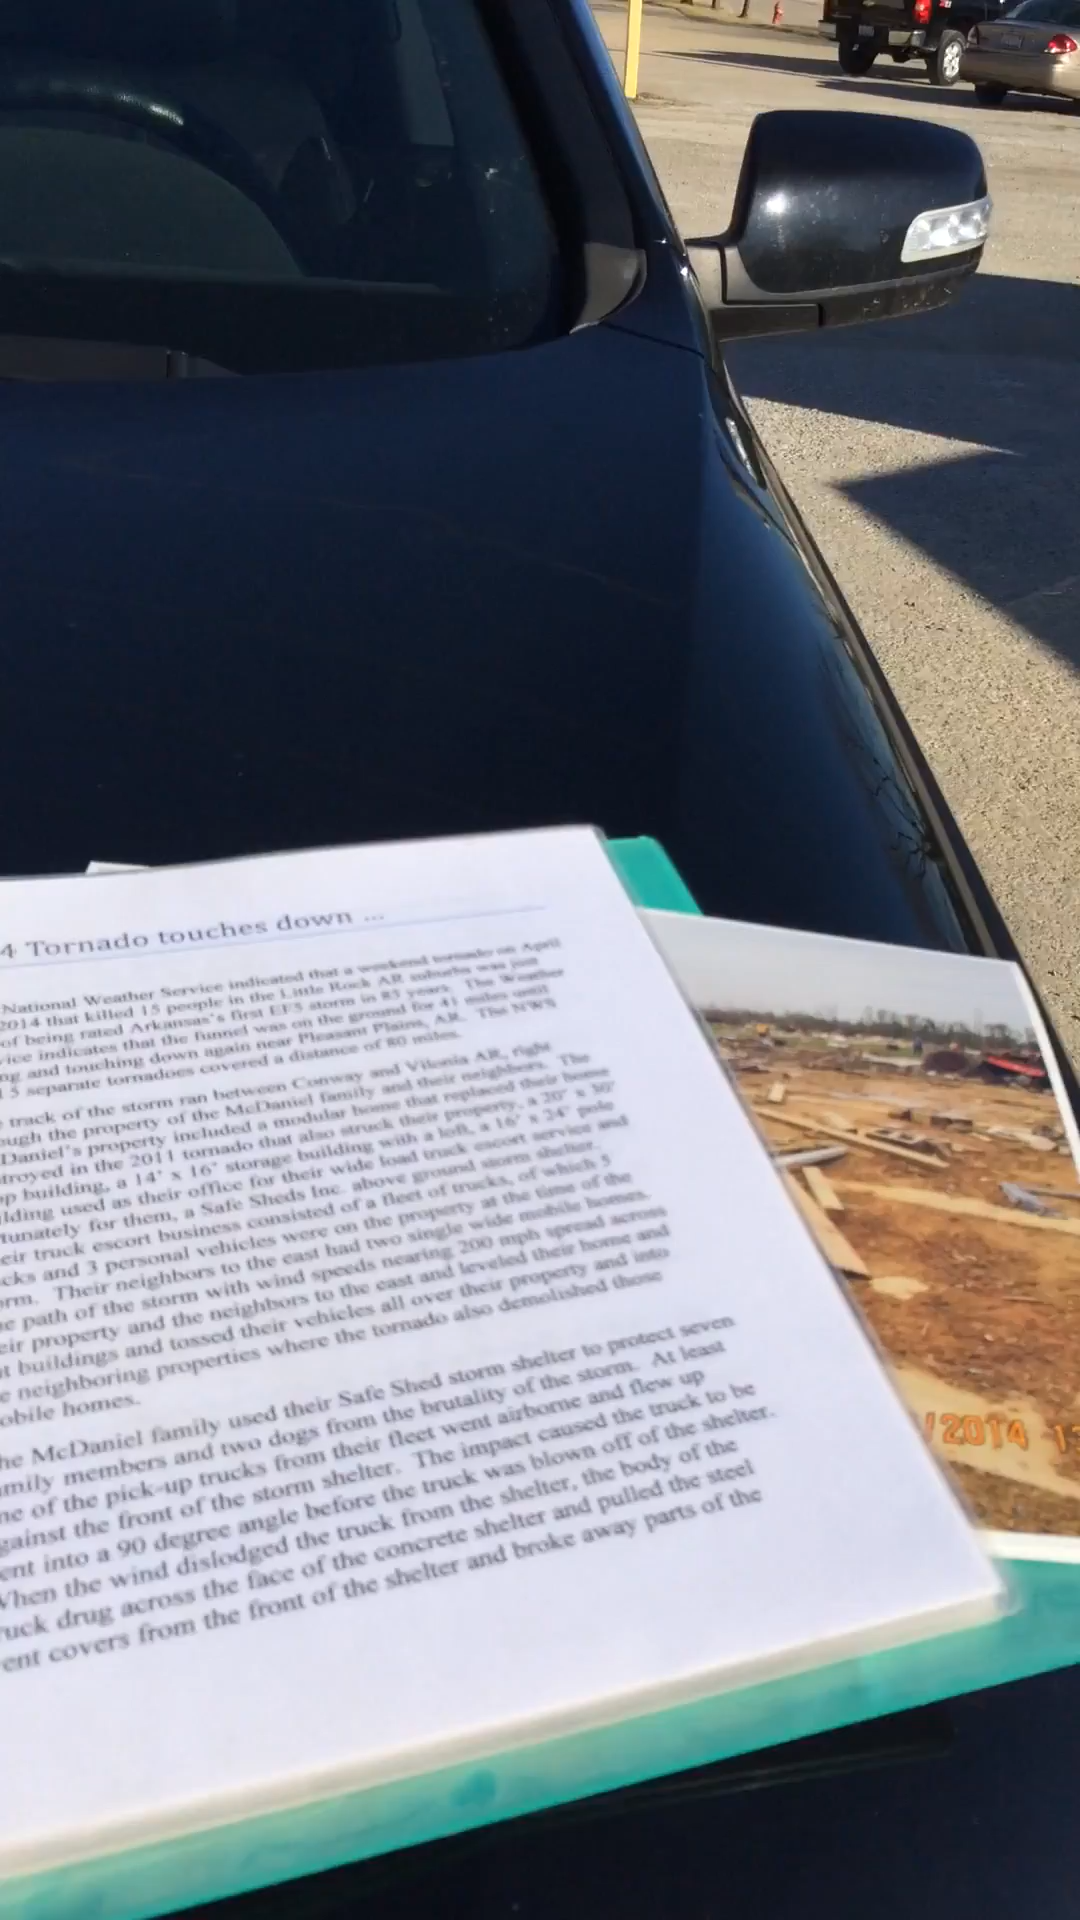 4 Tornado touches down ...
National Weather Service indicated that a weekend tornado on April
2014 that killed 15 people in the Little Rock AR suburbs was just
of being rated Arkansas's first EF5 storm in 85 years. The Weather
ice indicates that the funnel was on the ground for 41 miles until
ng and touching down again near Pleasant Plains, AR. The NWS
5 separate tornadoes covered a distance of 80 miles.
track of the storm ran between Conway and Vilonia AR, right
ough the property of the McDaniel family and their neighbors. The
Daniel's property included a modular home that replaced their home
troyed in the 2011 tornado that also struck their property, a 20' x 30'
op building, a 14' x 16' storage building with a loft, a 16' x 24' pole
lding used as their office for their wide load truck escort service and
tunately for them, a Safe Sheds Inc. above ground storm shelter.
eir truck escort business consisted of a fleet of trucks, of which 5
cks and 3 personal vehicles were on the property at the time of the
orm. Their neighbors to the east had two single wide mobile homes.
e path of the storm with wind speeds nearing 200 mph spread across
eir property and the neighbors to the east and leveled their home and
t buildings and tossed their vehicles all over their property and into
e neighboring properties where the tornado also demolished those
obile homes.
he McDaniel family used their Safe Shed storm shelter to protect seven
amily members and two dogs from the brutality of the storm. At least
ne of the pick-up trucks from their fleet went airborne and flew up
gainst the front of the storm shelter. The impact caused the truck to be
ent into a 90 degree angle before the truck was blown off of the shelter.
When the wind dislodged the truck from the shelter, the body of the
ruck drug across the face of the concrete shelter and pulled the steel
ent covers from the front of the shelter and broke away parts of the
/2014 13